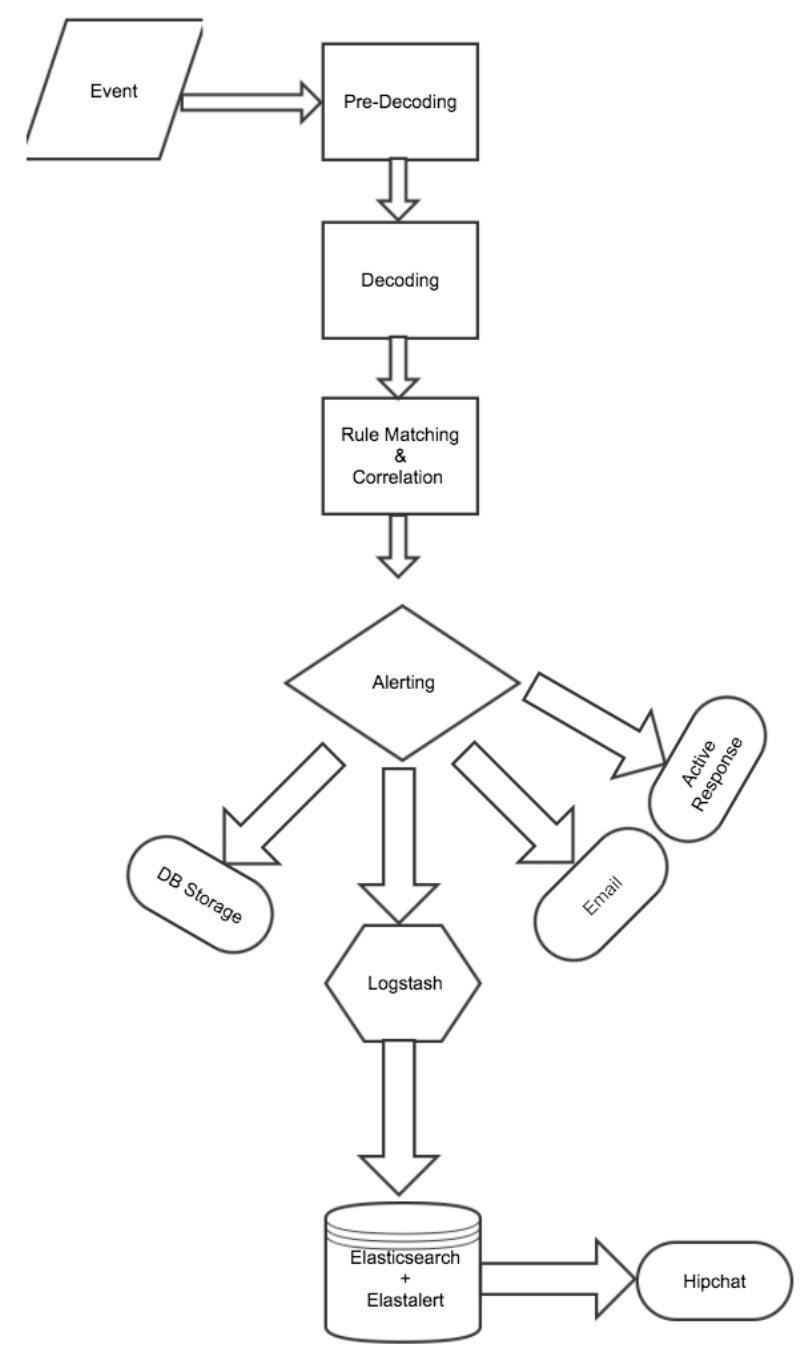 Event
Pre-Decoding
Decoding
Rule Matching
&
Correlation
Alerting
Active
Response
DB Storage
Email
Logstash
Elasticsearch
+
Elastalert
Hipchat